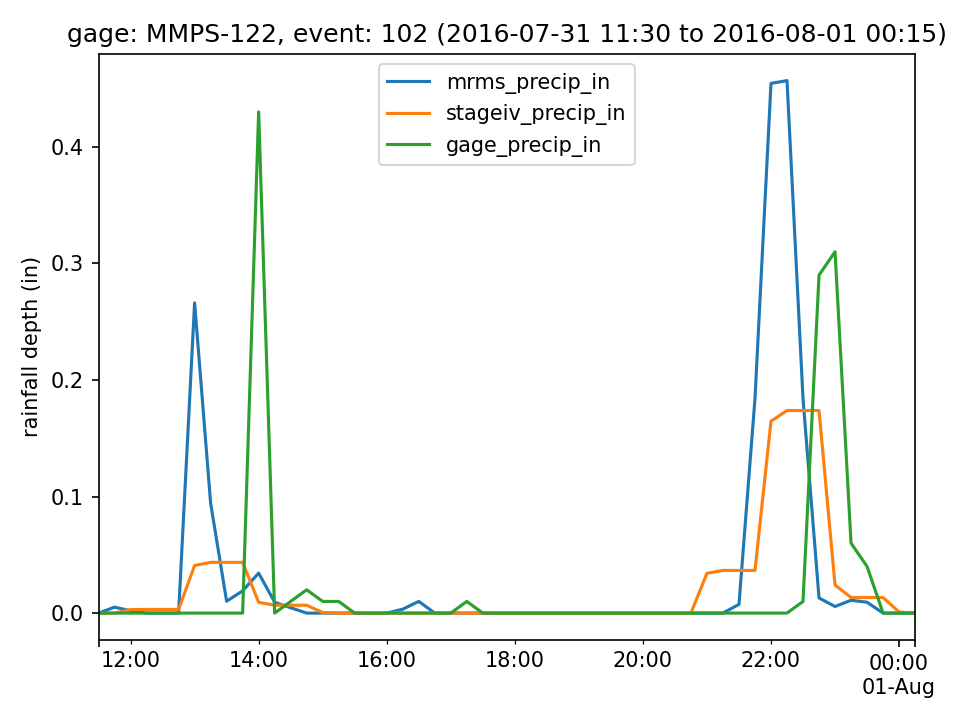 gage: MMPS-122, event: 102 (2016-07-31 11:30 to 2016-08-01 00:15)
mrms_precip_in
stageiv_precip_in
gage_precip_in
rainfall depth (in)
0.4
0.3
0.2
0.1
0.0
12:00 14:00 16:00 18:00 20:00 22:00 00:00
01-Aug